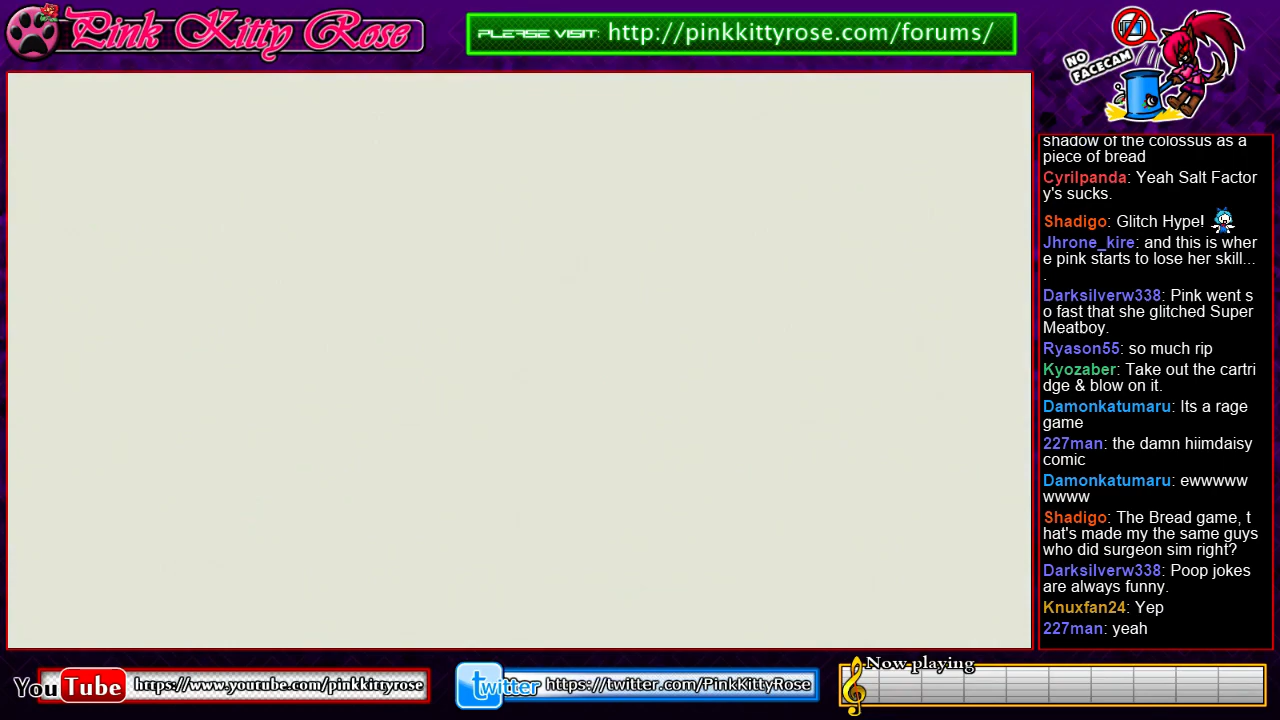 Pink Kitty Rose
PLEASE VISIT: http://pinkkittyrose.com/forums/
NO
FACECAM
shadow of the colossus as a
piece of bread
Cyrilpanda: Yeah Salt Factor
y's sucks.
Shadigo: Glitch Hype!
Jhrone_kire: and this is wher
e pink starts to lose her skill...
.
Darksilverw338: Pink went s
o fast that she glitched Super
Meatboy.
Ryason55: so much rip
Kyozaber: Take out the cartri
dge & blow on it.
Damonkatumaru: Its a rage
game
227man: the damn hiimdaisy
comic
Damonkatumaru: ewwwww
wwww
Shadigo: The Bread game, t
hat's made my the same guys
who did surgeon sim right?
Darksilverw338: Poop jokes
are always funny.
Knuxfan24: Yep
227man: yeah
YouTube https://www.youtube.com/pinkkittyrose
twitter https://twitter.com/PinkKittyRose
Now playing